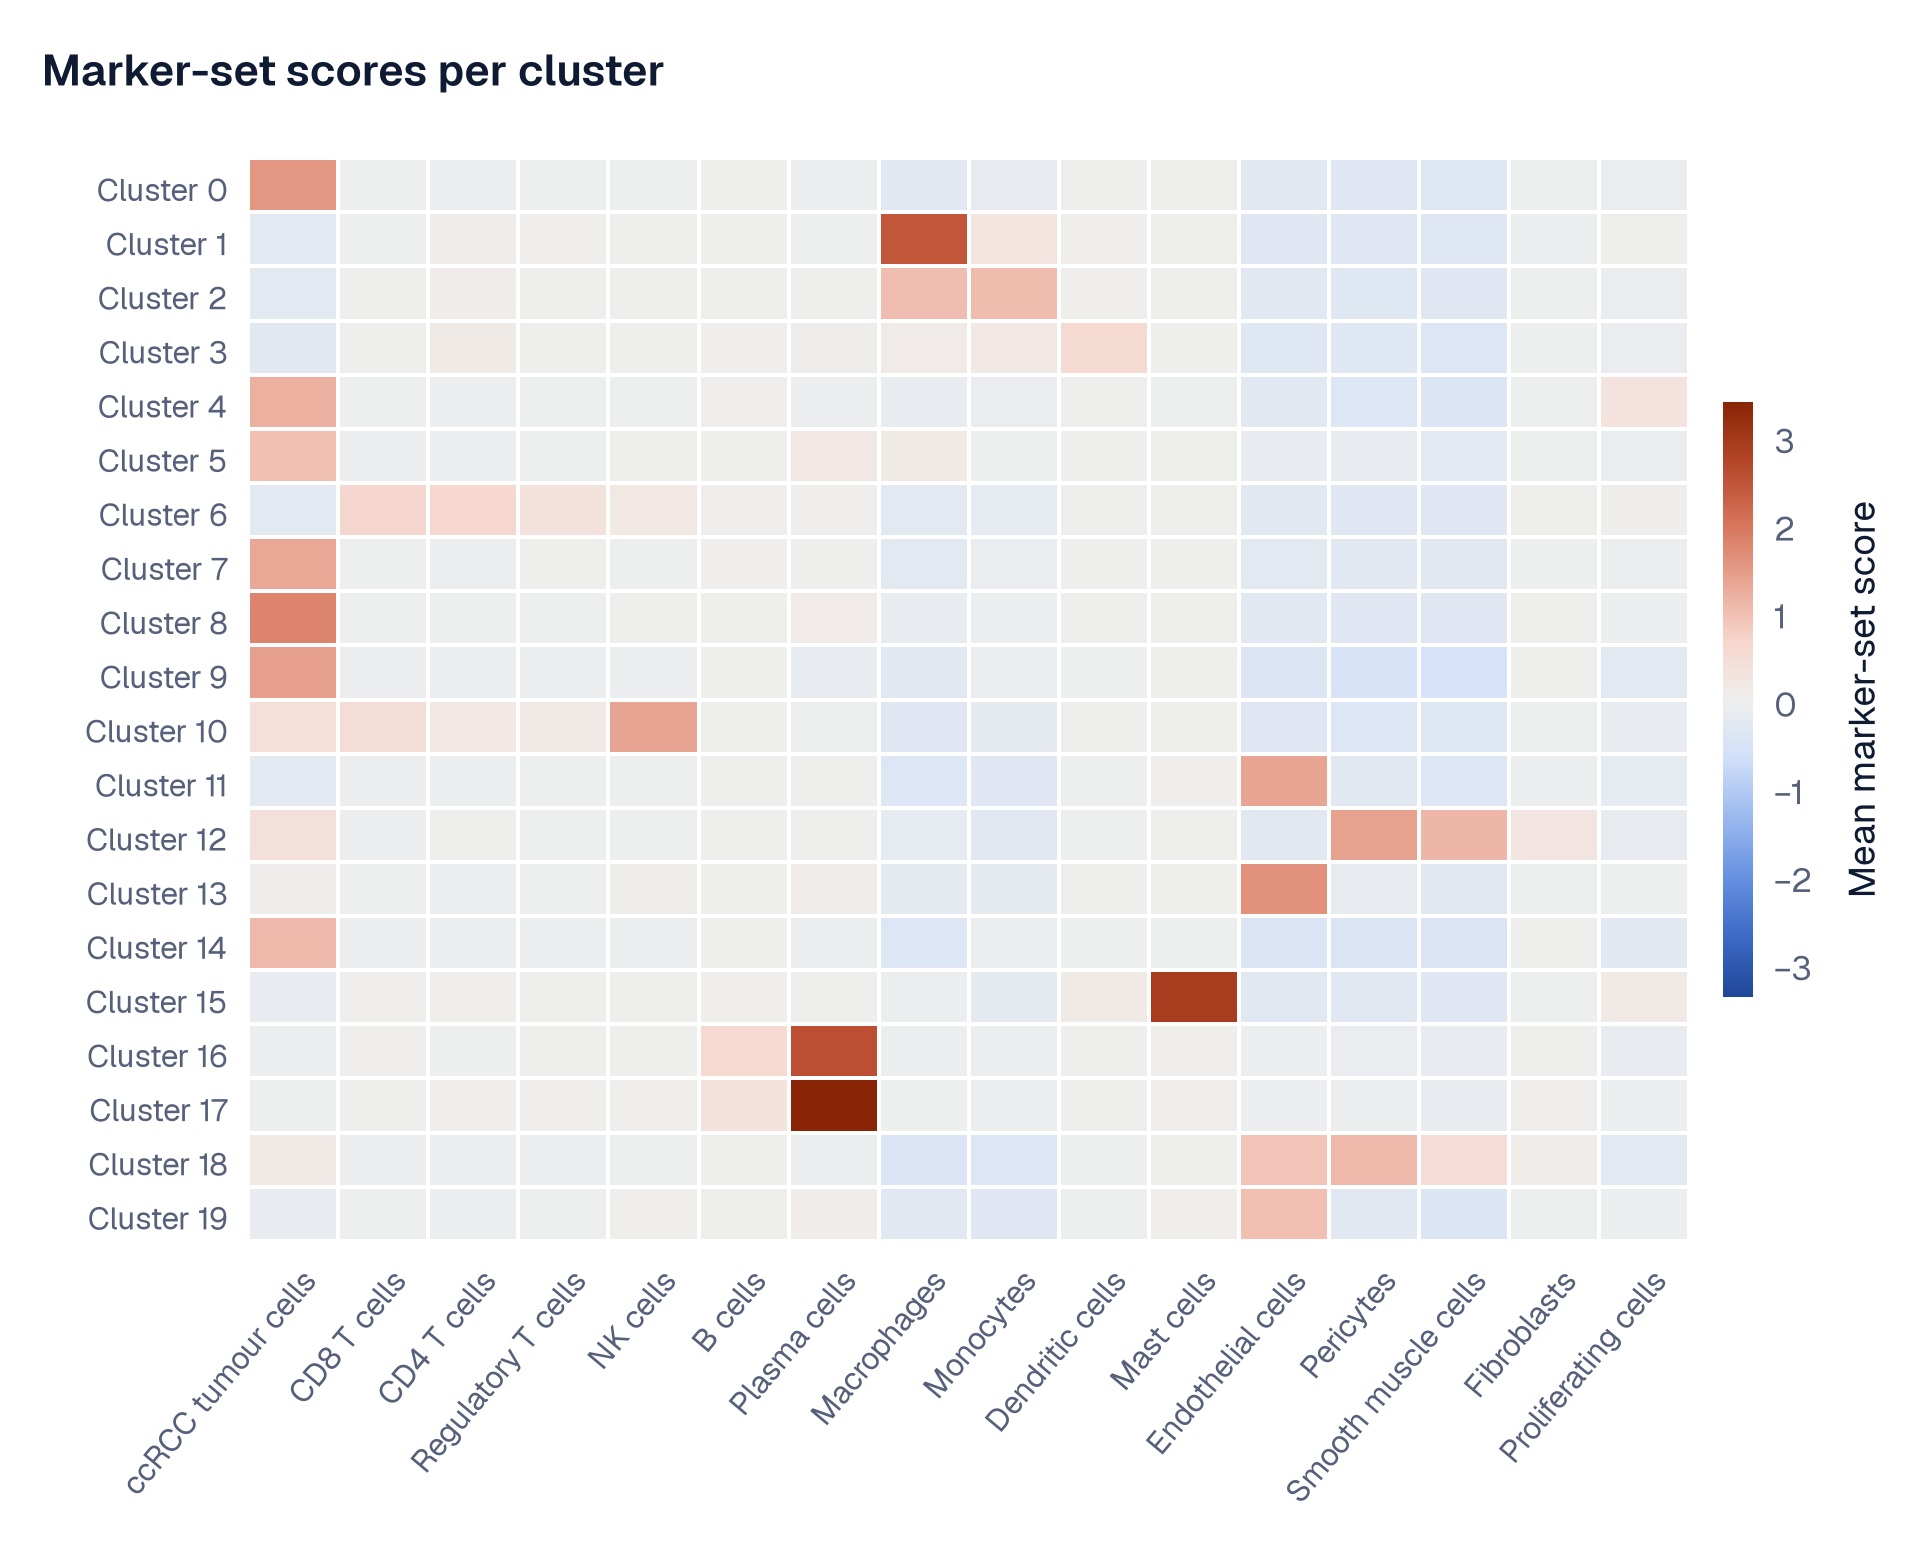 Marker-set scores per cluster
Cluster 0
Cluster 1
Cluster 2
Cluster 3
Cluster 4
Cluster 5
Cluster 6
Cluster 7
Cluster 8
Cluster 9
Cluster 10
Cluster 11
Cluster 12
Cluster 13
Cluster 14
Cluster 15
Cluster 16
Cluster 17
Cluster 18
Cluster 19
ccRCC tumour cells
CD8 T cells
CD4 T cells
Regulatory T cells
NK cells
B cells
Plasma cells
Macrophages
Monocytes
Dendritic cells
Mast cells
Endothelial cells
Pericytes
Smooth muscle cells
Fibroblasts
Proliferating cells
3
2
1
0
−1
−2
−3
Mean marker-set score